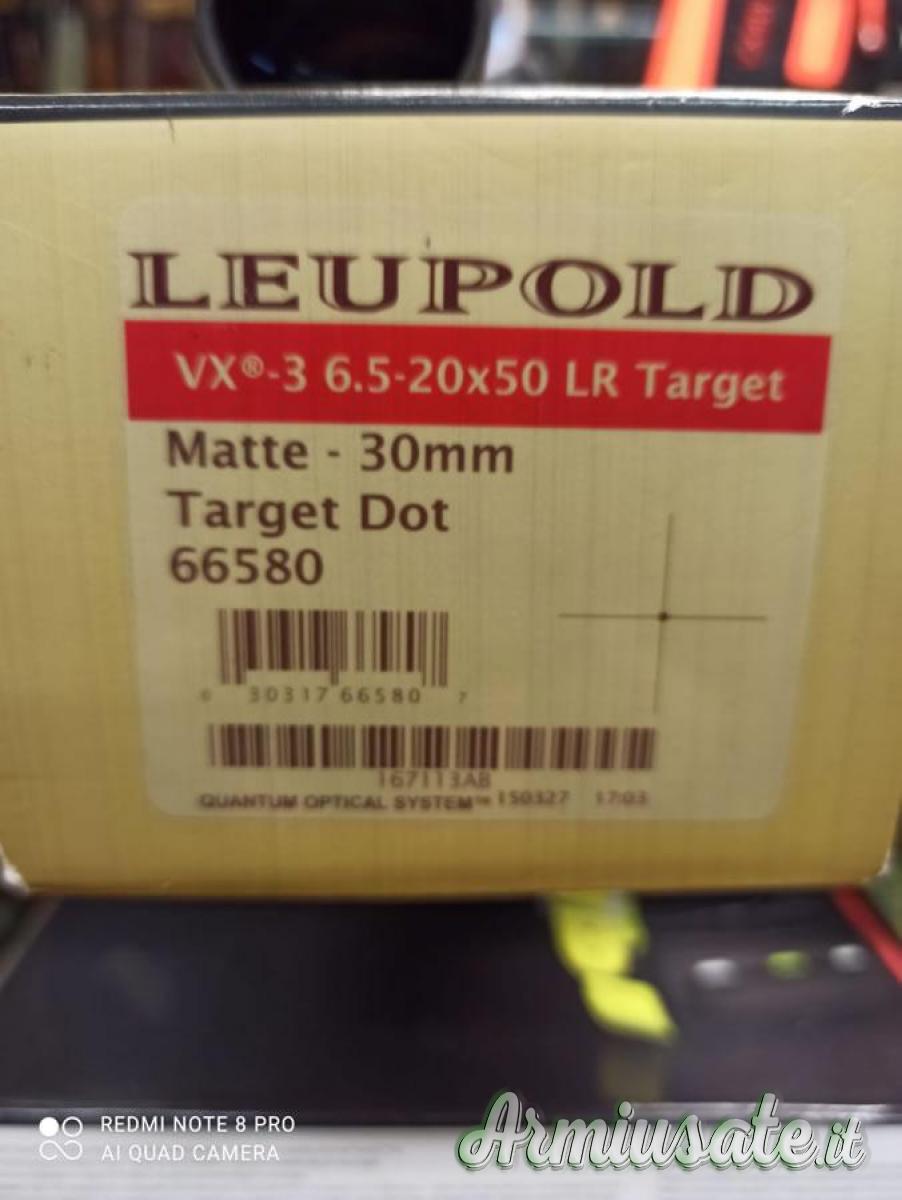 LEUPOLD
VX®-3 6.5-20x50 LR Target
Matte - 30mm
Target Dot
66580
0 30317 66580 7
167113AB
QUANTUM OPTICAL SYSTEM™ 150327 17:03
REDMI NOTE 8 PRO
AI QUAD CAMERA
Armiusate.it